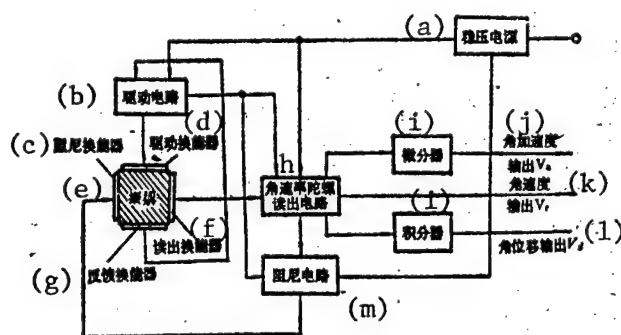 (a) 稳压电源
(b) 驱动电路
(c) 阻尼换能器
(d) 驱动换能器
(e)
(f) 读出换能器
(g) 反馈换能器
h 角速率陀螺
读出电路
(i) 微分器
(j) 角加速度
输出Vₐ
角速度
输出Vᵣ (k)
(l) 积分器
角位移输出V (l)
阻尼电路 (m)